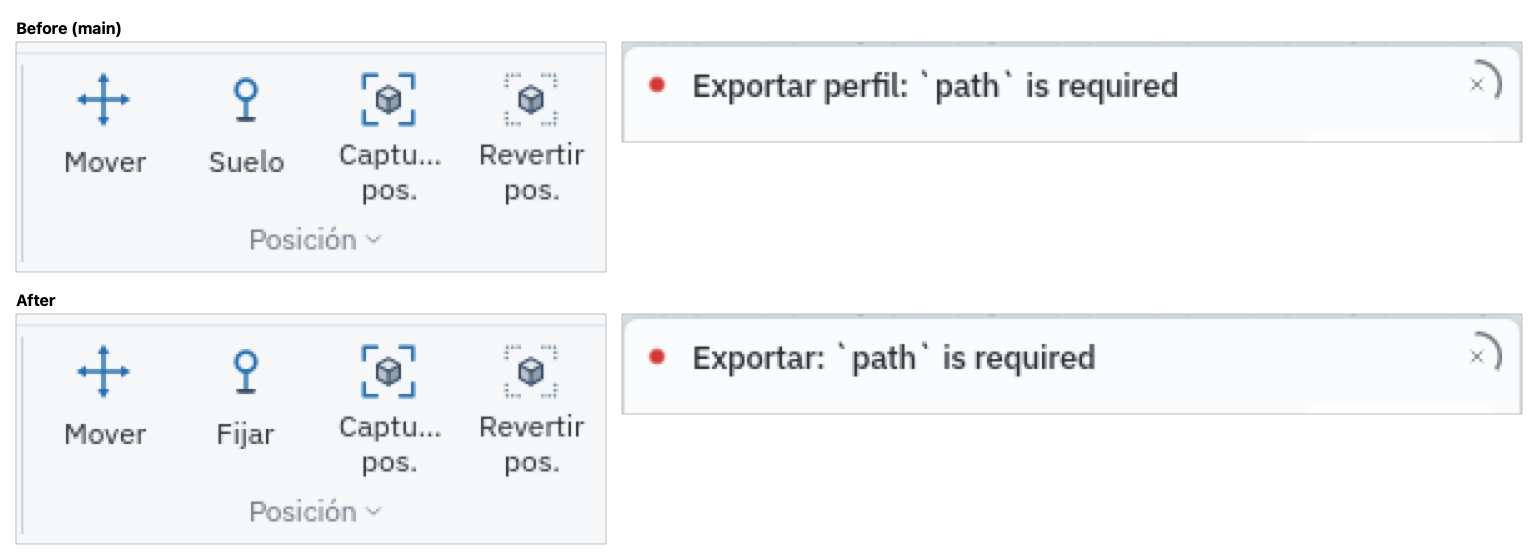 Before (main)
Mover
Suelo
Captu...
pos.
Revertir
pos.
Posición
Exportar perfil: `path` is required
After
Mover
Fijar
Captu...
pos.
Revertir
pos.
Posición
Exportar: `path` is required